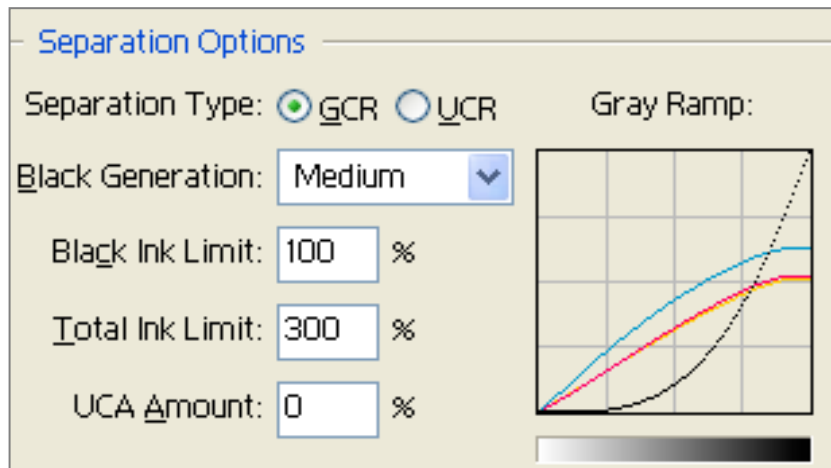 Separation Options
Separation Type: GCR UCR
Gray Ramp:
Black Generation: Medium
Black Ink Limit: 100 %
Total Ink Limit: 300 %
UCA Amount: 0 %